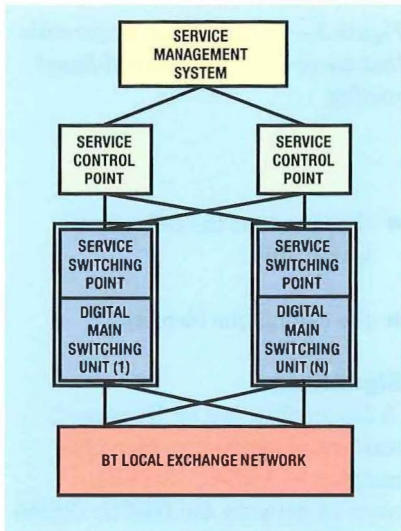 SERVICE
MANAGEMENT
SYSTEM
SERVICE
CONTROL
POINT
SERVICE
CONTROL
POINT
SERVICE
SWITCHING
POINT
DIGITAL
MAIN
SWITCHING
UNIT (1)
SERVICE
SWITCHING
POINT
DIGITAL
MAIN
SWITCHING
UNIT (N)
BT LOCAL EXCHANGE NETWORK